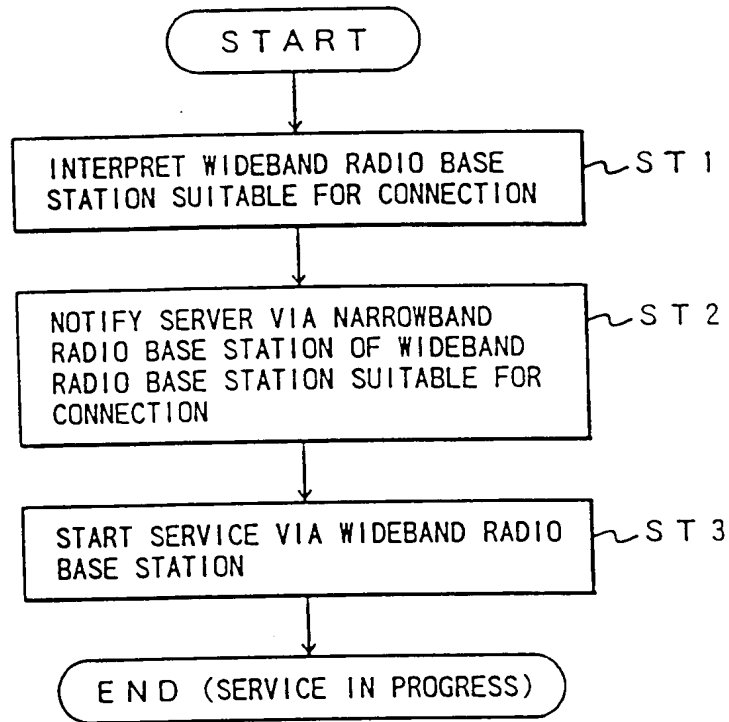 START
INTERPRET WIDEBAND RADIO BASE
STATION SUITABLE FOR CONNECTION
ST1
NOTIFY SERVER VIA NARROWBAND
RADIO BASE STATION OF WIDEBAND
RADIO BASE STATION SUITABLE FOR
CONNECTION
ST2
START SERVICE VIA WIDEBAND RADIO
BASE STATION
ST3
END (SERVICE IN PROGRESS)